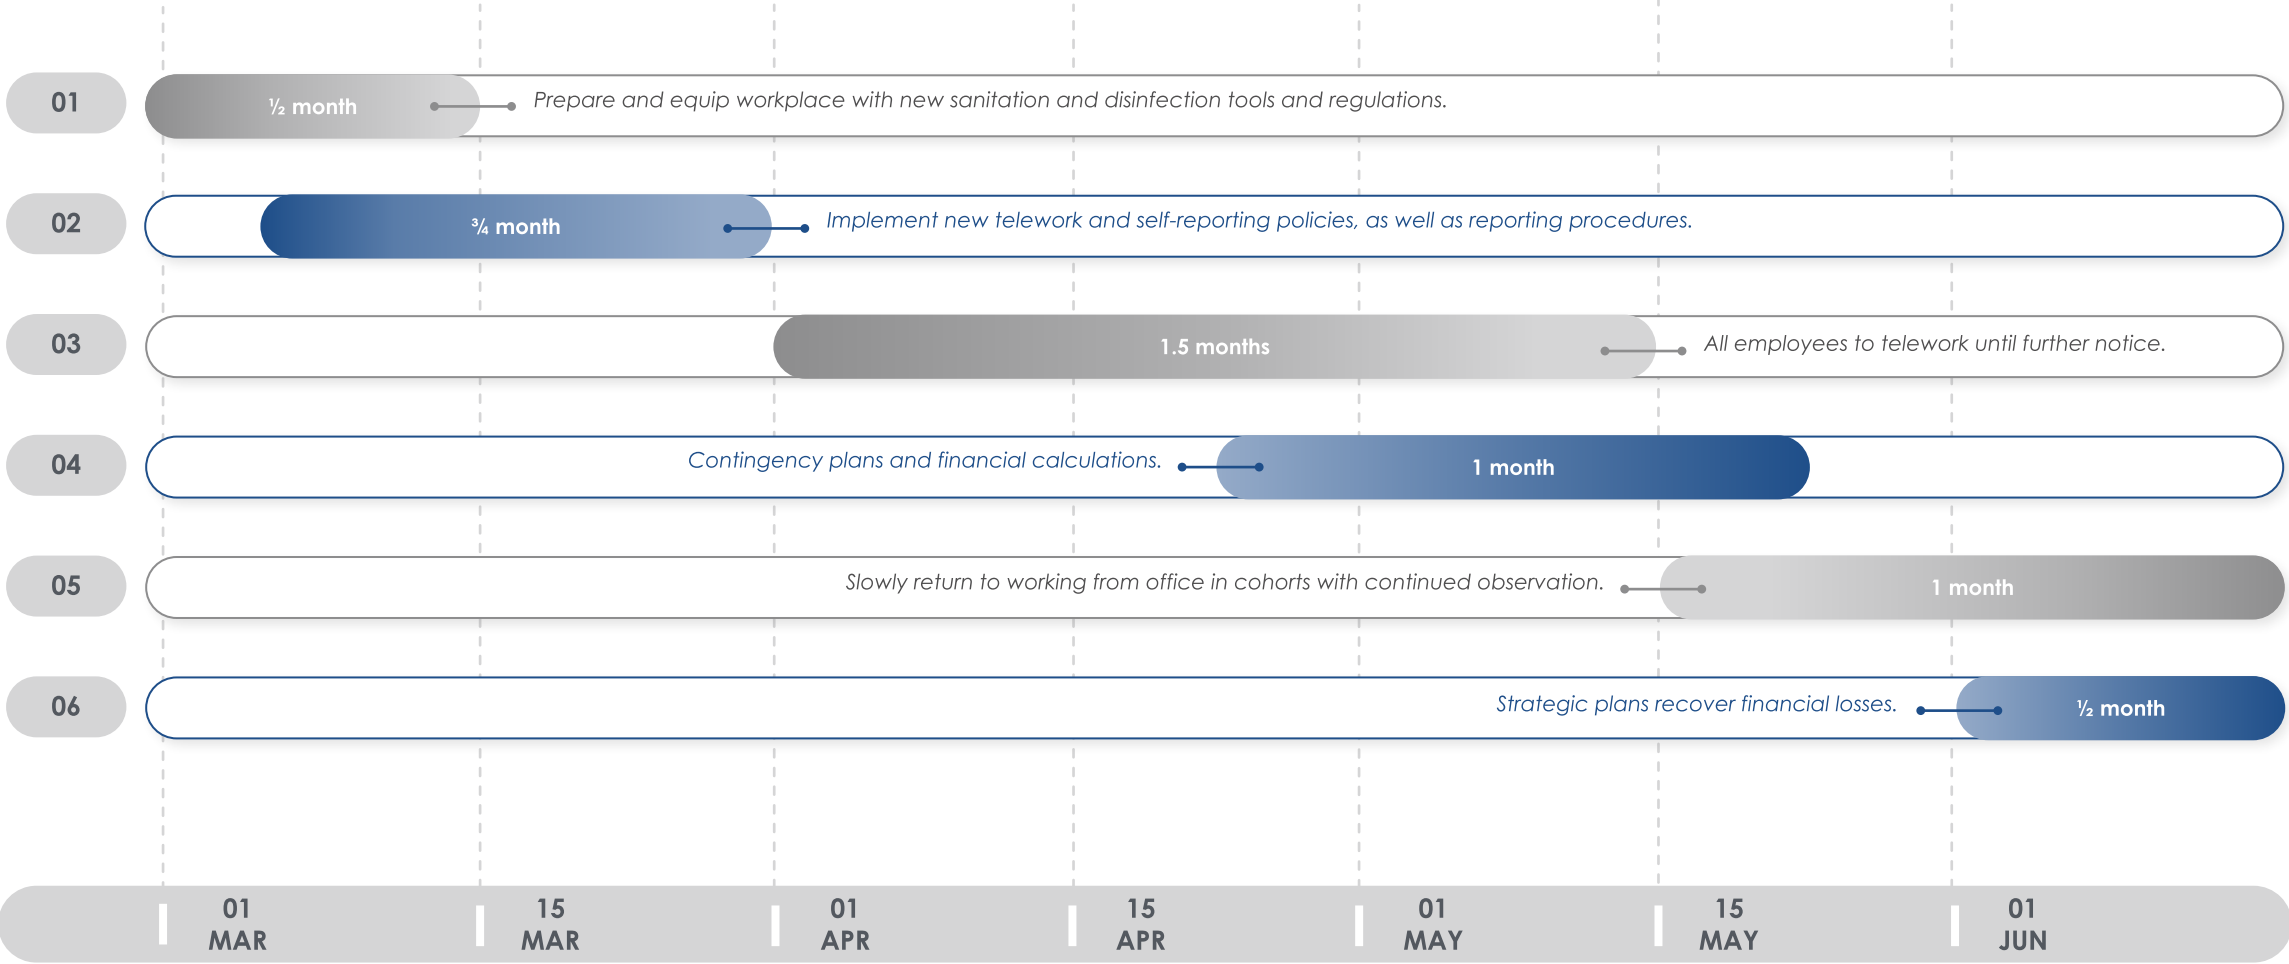 01
½ month
Prepare and equip workplace with new sanitation and disinfection tools and regulations.
02
¾ month
Implement new telework and self-reporting policies, as well as reporting procedures.
03
1.5 months
All employees to telework until further notice.
04
Contingency plans and financial calculations.
1 month
05
Slowly return to working from office in cohorts with continued observation.
1 month
06
Strategic plans recover financial losses.
½ month
01 15 01 15 01 15 01
MAR MAR APR APR MAY MAY JUN